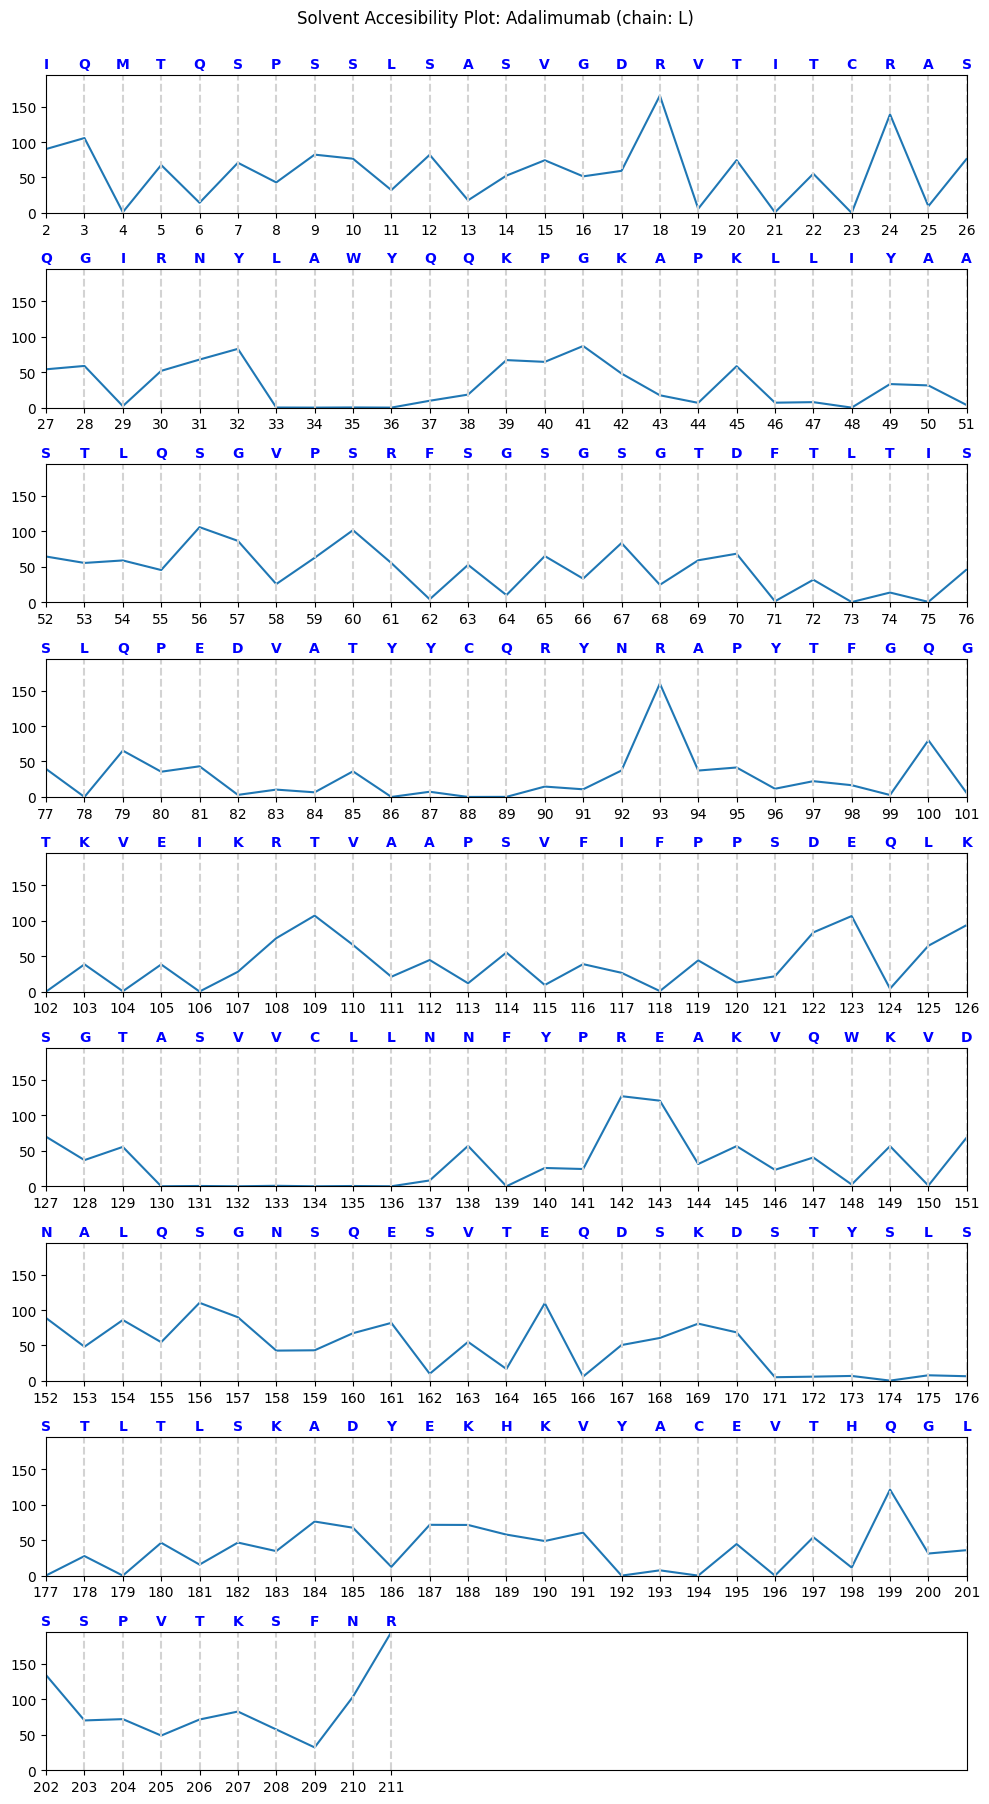 Solvent Accesibility Plot: Adalimumab (chain: L)
I Q M T Q S P S S L S A S V G D R V T I T C R A S
150
100
50
0
2 3 4 5 6 7 8 9 10 11 12 13 14 15 16 17 18 19 20 21 22 23 24 25 26
Q G I R N Y L A W Y Q Q K P G K A P K L L I Y A A
150
100
50
0
27 28 29 30 31 32 33 34 35 36 37 38 39 40 41 42 43 44 45 46 47 48 49 50 51
S T L Q S G V P S R F S G S G S G T D F T L T I S
150
100
50
0
52 53 54 55 56 57 58 59 60 61 62 63 64 65 66 67 68 69 70 71 72 73 74 75 76
S L Q P E D V A T Y Y C Q R Y N R A P Y T F G Q G
150
100
50
0
77 78 79 80 81 82 83 84 85 86 87 88 89 90 91 92 93 94 95 96 97 98 99 100 101
T K V E I K R T V A A P S V F I F P P S D E Q L K
150
100
50
0
102 103 104 105 106 107 108 109 110 111 112 113 114 115 116 117 118 119 120 121 122 123 124 125 126
S G T A S V V C L L N N F Y P R E A K V Q W K V D
150
100
50
0
127 128 129 130 131 132 133 134 135 136 137 138 139 140 141 142 143 144 145 146 147 148 149 150 151
N A L Q S G N S Q E S V T E Q D S K D S T Y S L S
150
100
50
0
152 153 154 155 156 157 158 159 160 161 162 163 164 165 166 167 168 169 170 171 172 173 174 175 176
S T L T L S K A D Y E K H K V Y A C E V T H Q G L
150
100
50
0
177 178 179 180 181 182 183 184 185 186 187 188 189 190 191 192 193 194 195 196 197 198 199 200 201
S S P V T K S F N R
150
100
50
0
202 203 204 205 206 207 208 209 210 211